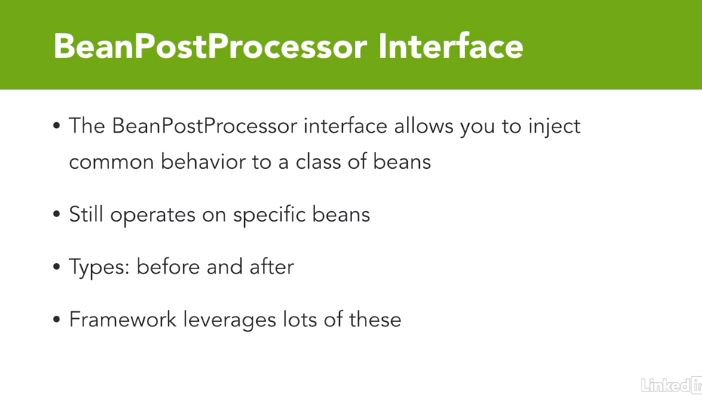 BeanPostProcessor Interface
• The BeanPostProcessor interface allows you to inject
common behavior to a class of beans
• Still operates on specific beans
• Types: before and after
• Framework leverages lots of these
Linked in